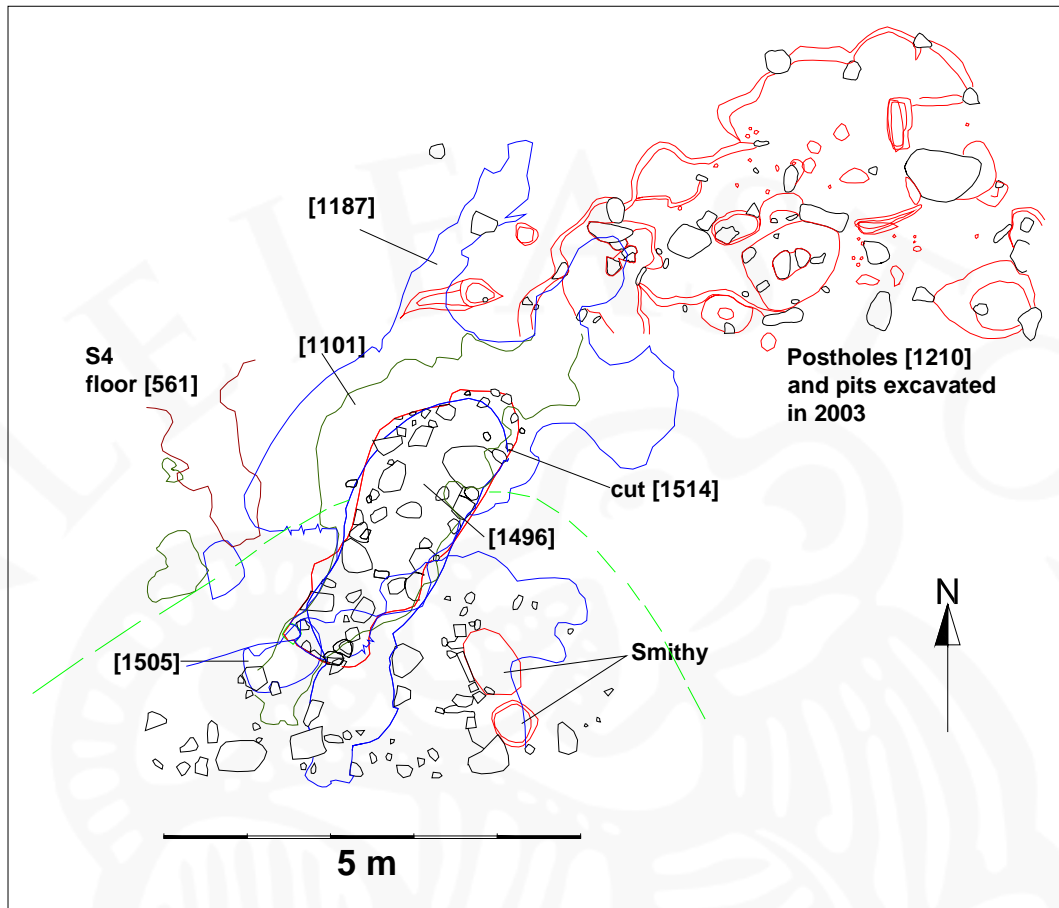 [1187]
S4
floor [561]
[1101]
Postholes [1210]
and pits excavated
in 2003
cut [1514]
[1496]
N
[1505]
Smithy
5 m